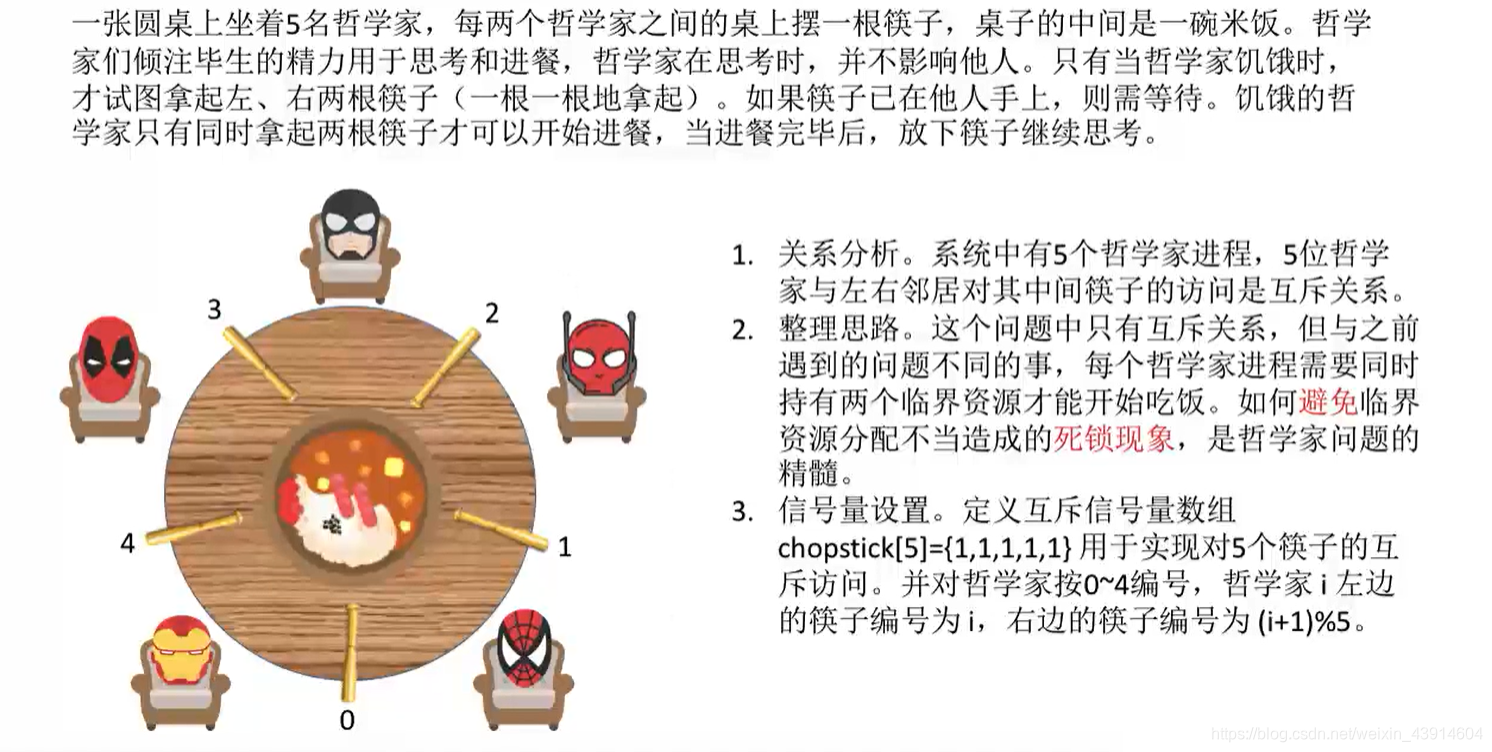 一张圆桌上坐着5名哲学家，每两个哲学家之间的桌上摆一根筷子，桌子的中间是一碗米饭。哲学
家们倾注毕生的精力用于思考和进餐，哲学家在思考时，并不影响他人。只有当哲学家饥饿时，
才试图拿起左、右两根筷子（一根一根地拿起）。如果筷子已在他人手上，则需等待。饥饿的哲
学家只有同时拿起两根筷子才可以开始进餐，当进餐完毕后，放下筷子继续思考。
3
2
4
1
0
1. 关系分析。系统中有5个哲学家进程，5位哲学
家与左右邻居对其中间筷子的访问是互斥关系。
2. 整理思路。这个问题中只有互斥关系，但与之前
遇到的问题不同的事，每个哲学家进程需要同时
持有两个临界资源才能开始吃饭。如何避免临界
资源分配不当造成的死锁现象，是哲学家问题的
精髓。
3. 信号量设置。定义互斥信号量数组
chopstick[5]={1,1,1,1,1} 用于实现对5个筷子的互
斥访问。并对哲学家按0~4编号，哲学家 i 左边
的筷子编号为 i，右边的筷子编号为 (i+1)%5。
https://blog.csdn.net/weixin_43914604